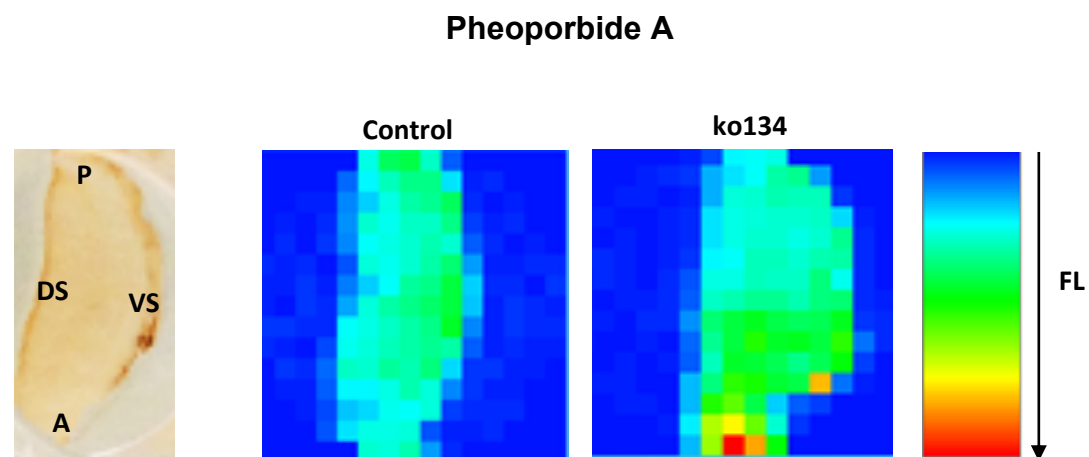 Pheoporbide A
Control
ko134
P
DS
VS
A
FL